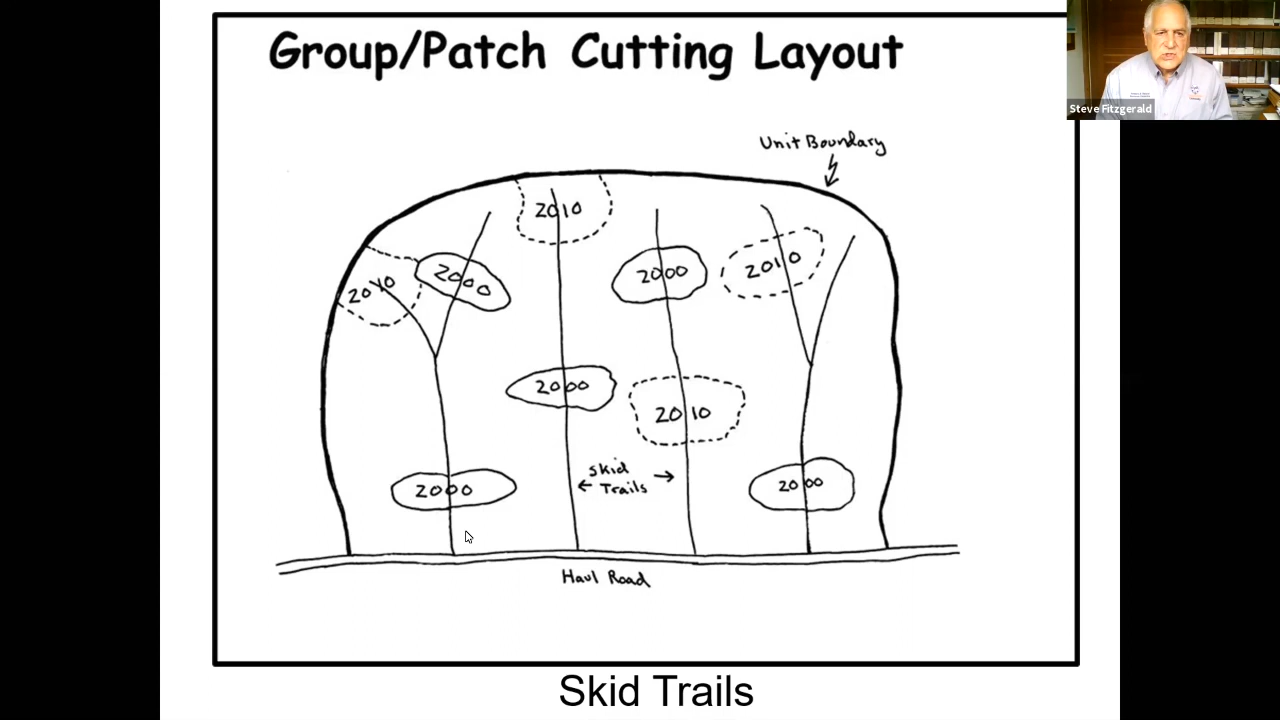 Group/Patch Cutting Layout
Steve Fitzgerald
Unit Boundary
2010
2000
2000
2010
2010
2000
2010
2000
Skid
Trails
2000
2000
Haul Road
Skid Trails